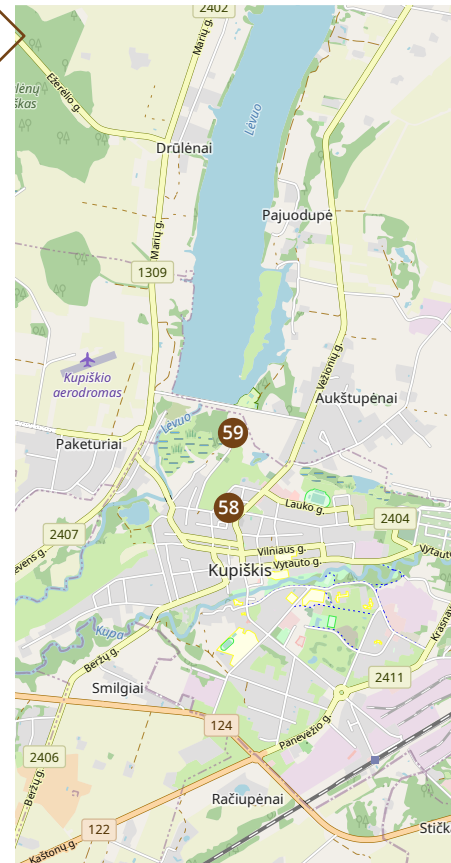 2402
Marių g.
Ežerėlio g.
Lėvuo
Drūlėnai
Pajuodupė
Marių g.
1309
Vėžionių g.
Kupiškio
aerodromas
Aukštupėnai
Lėvuo
59
Paketuriai
58
Lauko g.
2404
2407
Vilniaus g.
Vytauto g.
Kupiškis
Kupa
Beržų g.
2411
Smilgiai
124
Panevėžio g.
2406
Beržų g.
Račiupėnai
122
Kaštonų g.